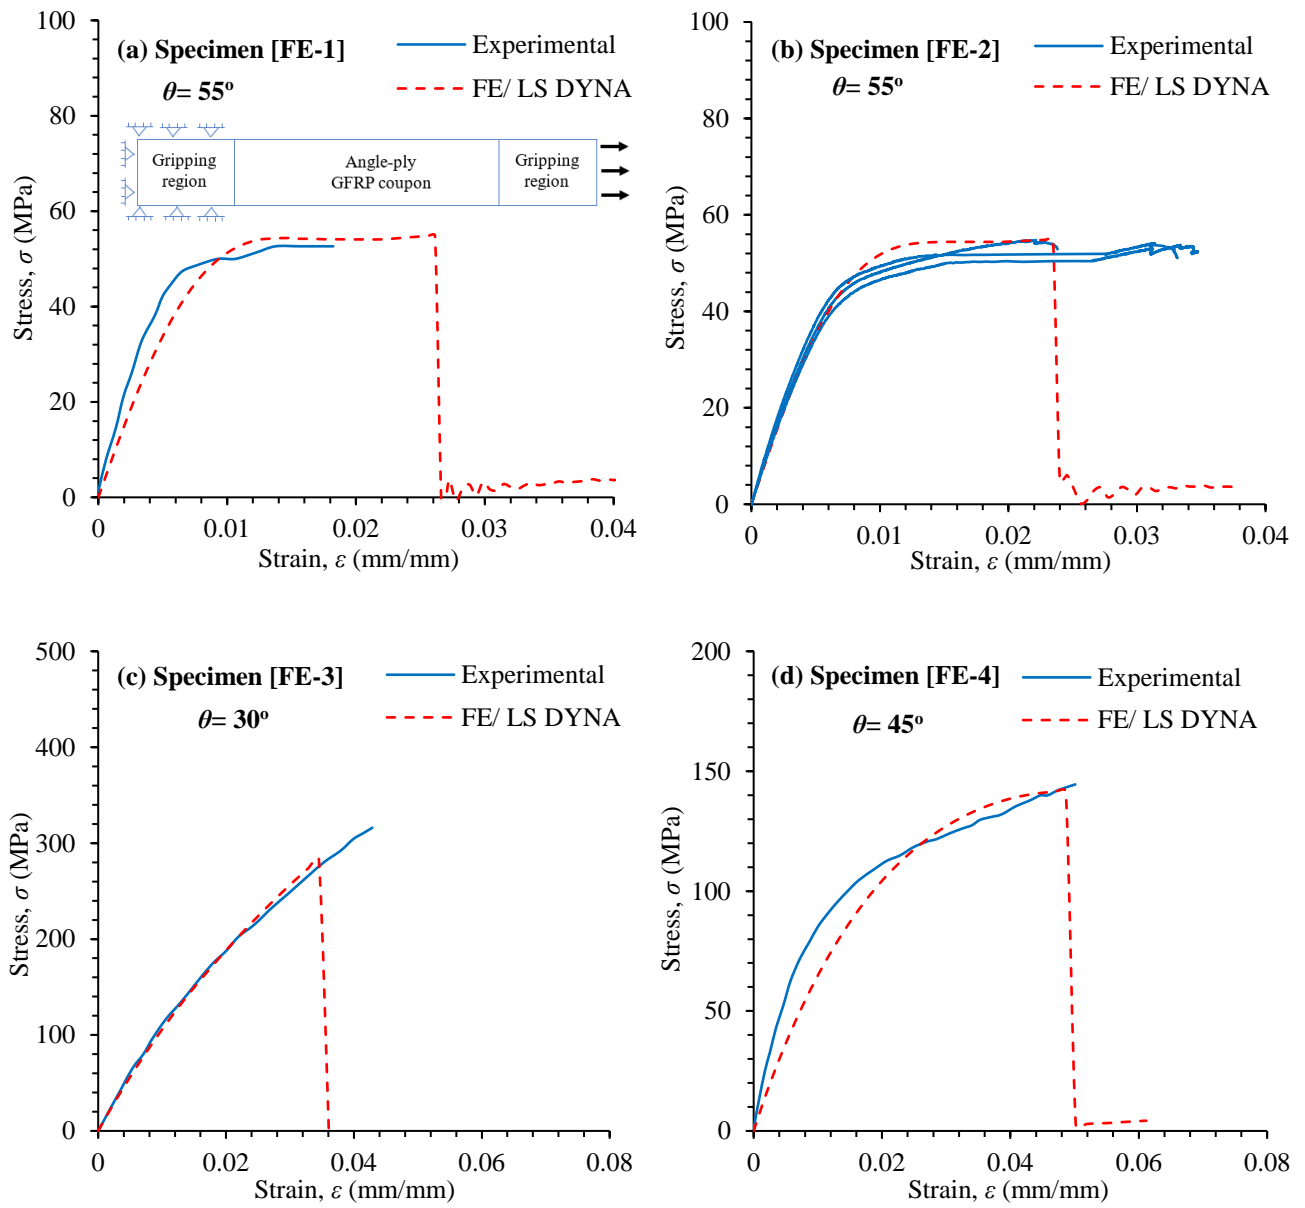 (a) Specimen [FE-1]
θ= 55º
Experimental
FE/ LS DYNA
Gripping
region
Angle-ply
GFRP coupon
Gripping
region
100
80
60
40
20
0
Stress, σ (MPa)
0 0.01 0.02 0.03 0.04
Strain, ε (mm/mm)
(b) Specimen [FE-2]
θ= 55º
Experimental
FE/ LS DYNA
100
80
60
40
20
0
Stress, σ (MPa)
0 0.01 0.02 0.03 0.04
Strain, ε (mm/mm)
(c) Specimen [FE-3]
θ= 30º
Experimental
FE/ LS DYNA
500
400
300
200
100
0
Stress, σ (MPa)
0 0.02 0.04 0.06 0.08
Strain, ε (mm/mm)
(d) Specimen [FE-4]
θ= 45º
Experimental
FE/ LS DYNA
200
150
100
50
0
Stress, σ (MPa)
0 0.02 0.04 0.06 0.08
Strain, ε (mm/mm)